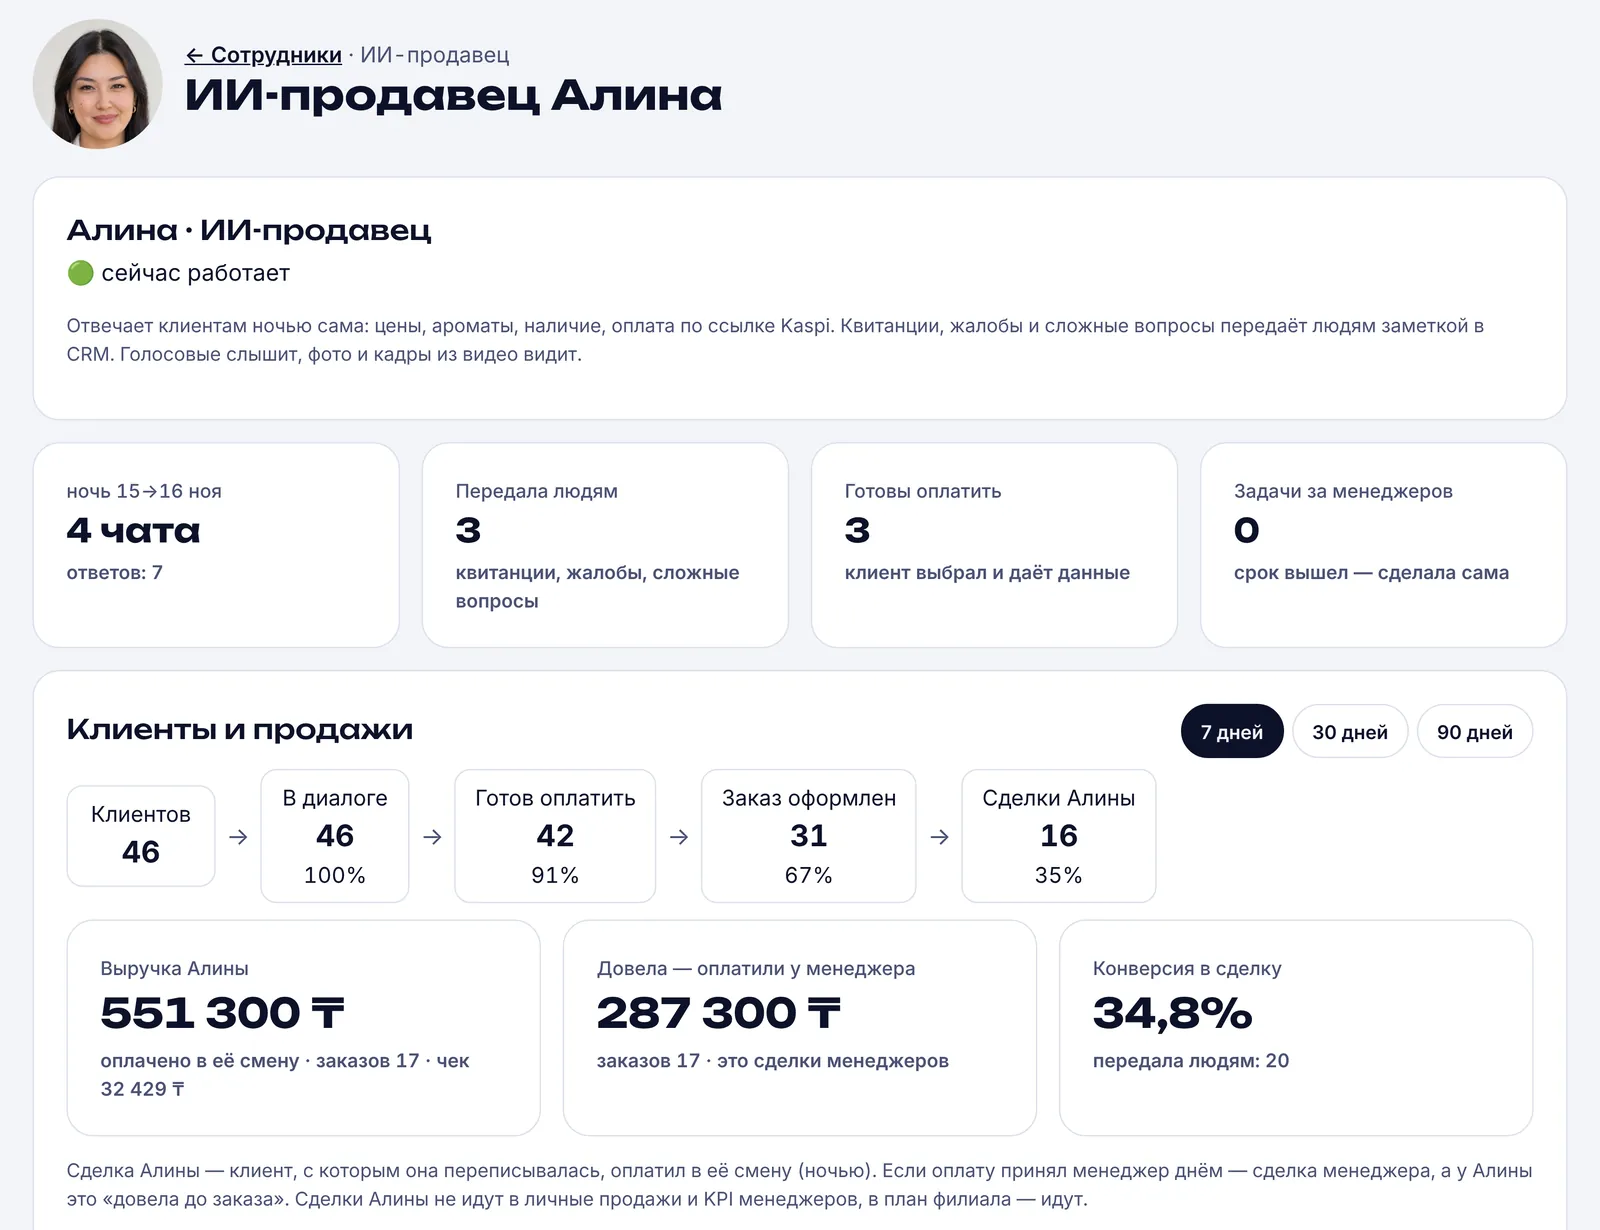 ← Сотрудники · ИИ-продавец
ИИ-продавец Алина
Алина · ИИ-продавец
🟢 сейчас работает
Отвечает клиентам ночью сама: цены, ароматы, наличие, оплата по ссылке Kaspi. Квитанции, жалобы и сложные вопросы передаёт людям заметкой в
CRM. Голосовые слышит, фото и кадры из видео видит.
ночь 15→16 ноя
4 чата
ответов: 7
Передала людям
3
квитанции, жалобы, сложные
вопросы
Готовы оплатить
3
клиент выбрал и даёт данные
Задачи за менеджеров
0
срок вышел — сделала сама
Клиенты и продажи
7 дней
30 дней
90 дней
Клиентов
46
→
В диалоге
46
100%
→
Готов оплатить
42
91%
→
Заказ оформлен
31
67%
→
Сделки Алины
16
35%
Выручка Алины
551 300 ₸
оплачено в её смену · заказов 17 · чек
32 429 ₸
Довела — оплатили у менеджера
287 300 ₸
заказов 17 · это сделки менеджеров
Конверсия в сделку
34,8%
передала людям: 20
Сделка Алины — клиент, с которым она переписывалась, оплатил в её смену (ночью). Если оплату принял менеджер днём — сделка менеджера, а у Алины
это «довела до заказа». Сделки Алины не идут в личные продажи и KPI менеджеров, в план филиала — идут.